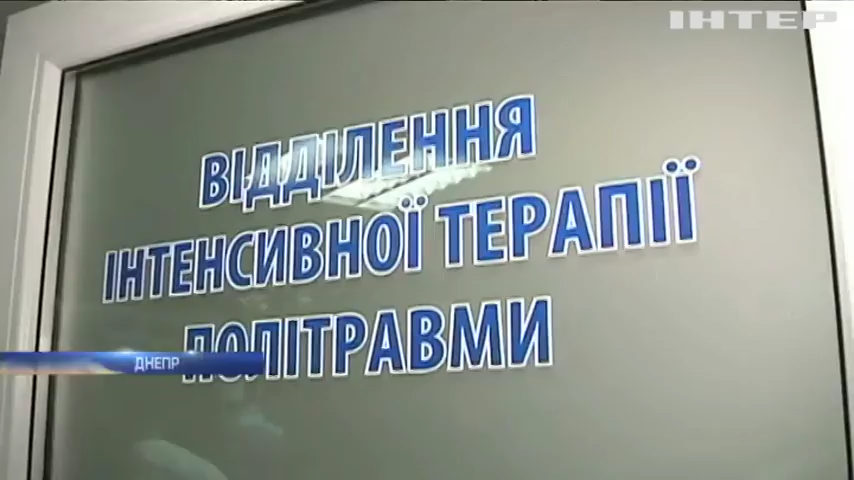 ІНТЕР
ВІДДІЛЕННЯ
ІНТЕНСИВНОЇ ТЕРАПІЇ
ПОЛІТРАВМИ
ДНЕПР